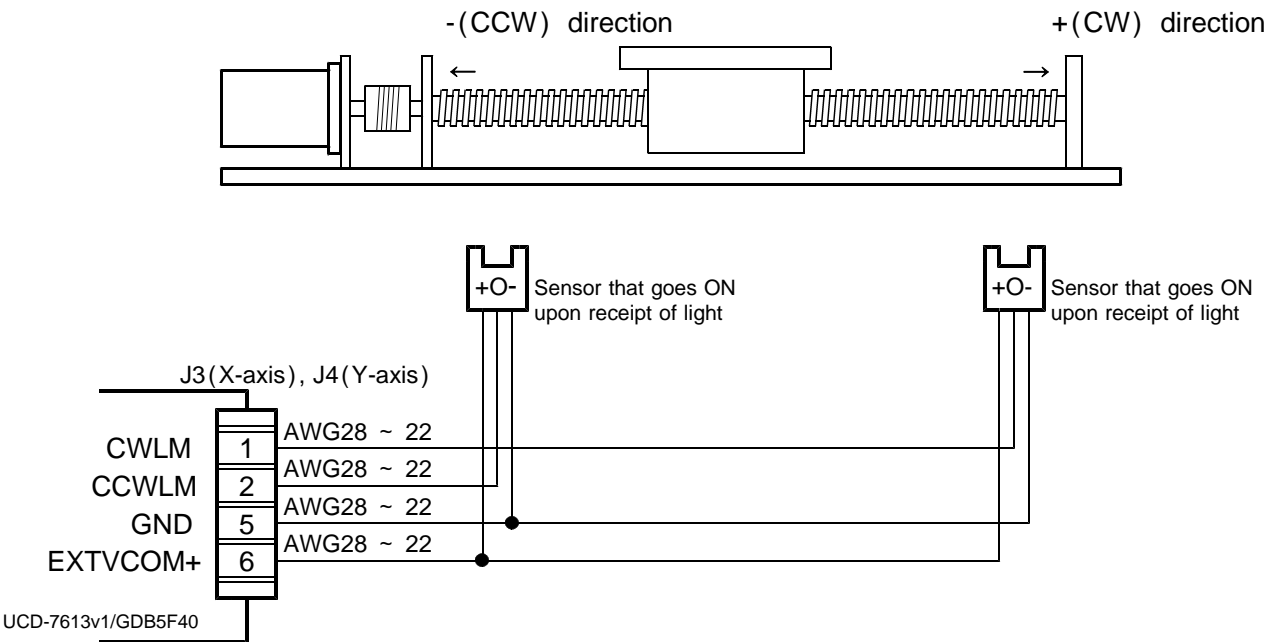 -(CCW) direction
+(CW) direction
← →
+O- Sensor that goes ON
upon receipt of light
+O- Sensor that goes ON
upon receipt of light
J3(X-axis), J4(Y-axis)
CWLM 1 AWG28 ~ 22
CCWLM 2 AWG28 ~ 22
GND 5 AWG28 ~ 22
EXTVCOM+ 6 AWG28 ~ 22
UCD-7613v1/GDB5F40